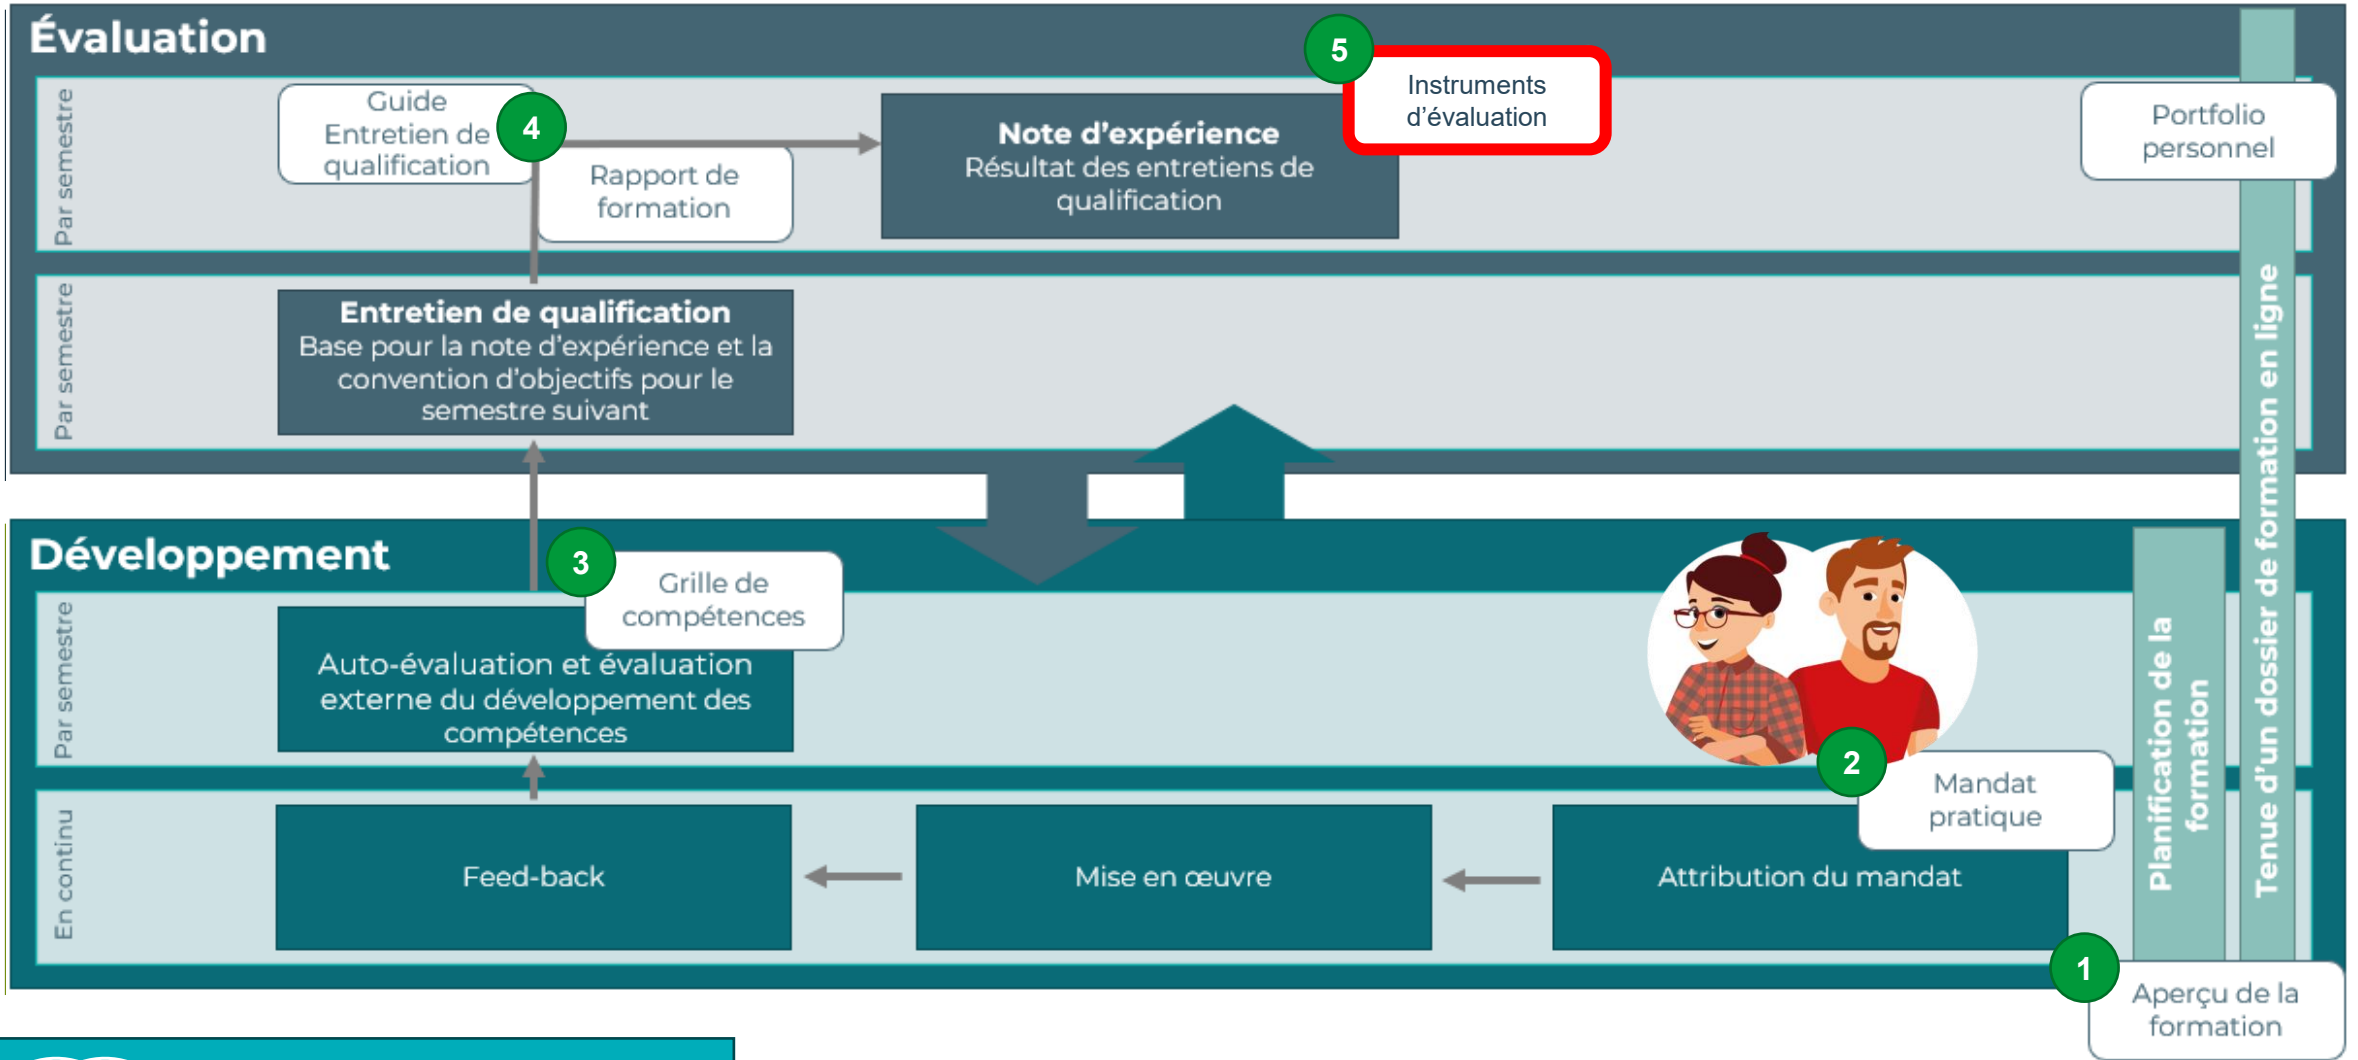 Évaluation
Par semestre
Guide
Entretien de
qualification
4
Rapport de
formation
Note d’expérience
Résultat des entretiens de
qualification
5
Instruments
d’évaluation
Portfolio
personnel
Par semestre
Entretien de qualification
Base pour la note d’expérience et la
convention d’objectifs pour le
semestre suivant
Développement
Par semestre
3
Grille de
compétences
Auto-évaluation et évaluation
externe du développement des
compétences
En continu
Feed-back
Mise en œuvre
Attribution du mandat
2
Mandat
pratique
Planification de la
formation
Tenue d’un dossier de formation en ligne
1
Aperçu de la
formation